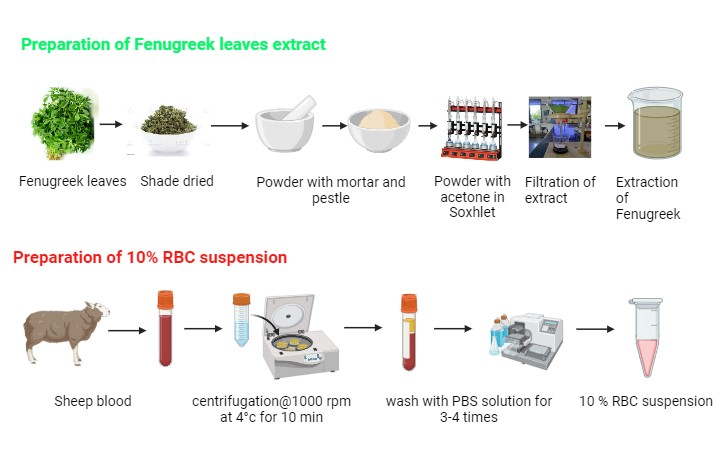 Preparation of Fenugreek leaves extract
Fenugreek leaves
Shade dried
Powder with mortar and
pestle
Powder with
acetone in
Soxhlet
Filtration of
extract
Extraction
of
Fenugreek
Preparation of 10% RBC suspension
Sheep blood
centrifugation@1000 rpm
at 4°c for 10 min
wash with PBS solution for
3-4 times
10 % RBC suspension